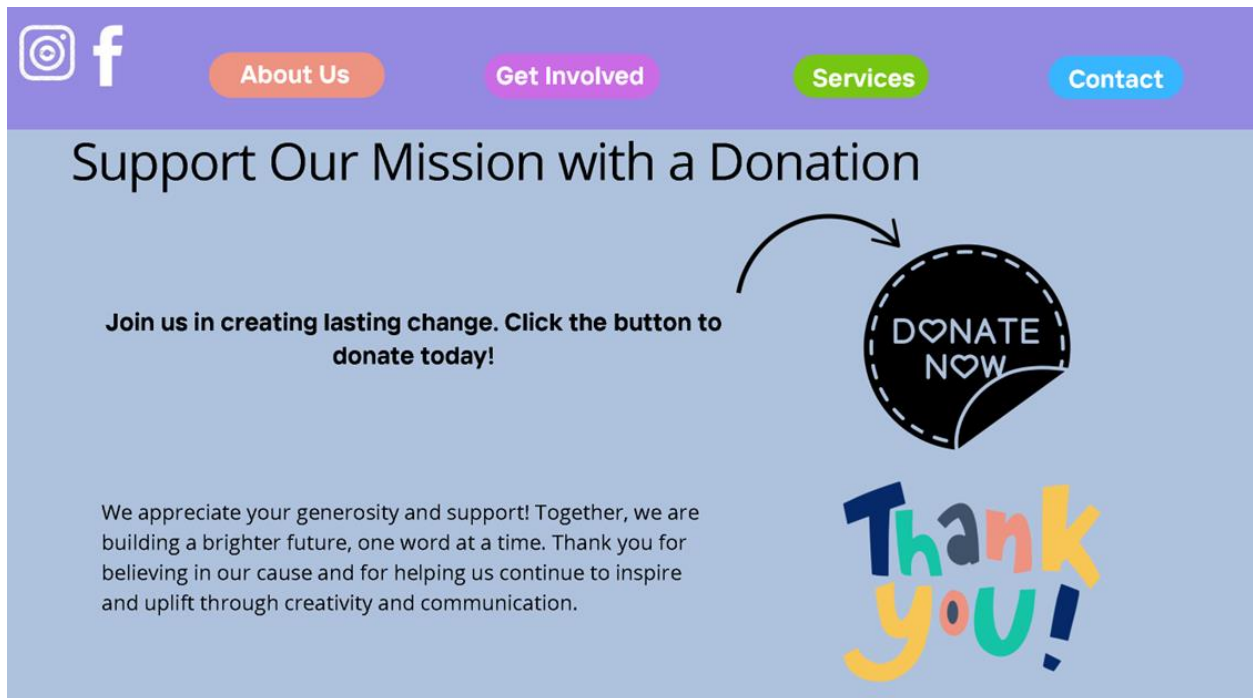 About Us
Get Involved
Services
Contact
Support Our Mission with a Donation
Join us in creating lasting change. Click the button to
donate today!
DONATE
NOW
We appreciate your generosity and support! Together, we are
building a brighter future, one word at a time. Thank you for
believing in our cause and for helping us continue to inspire
and uplift through creativity and communication.
Thank
you!